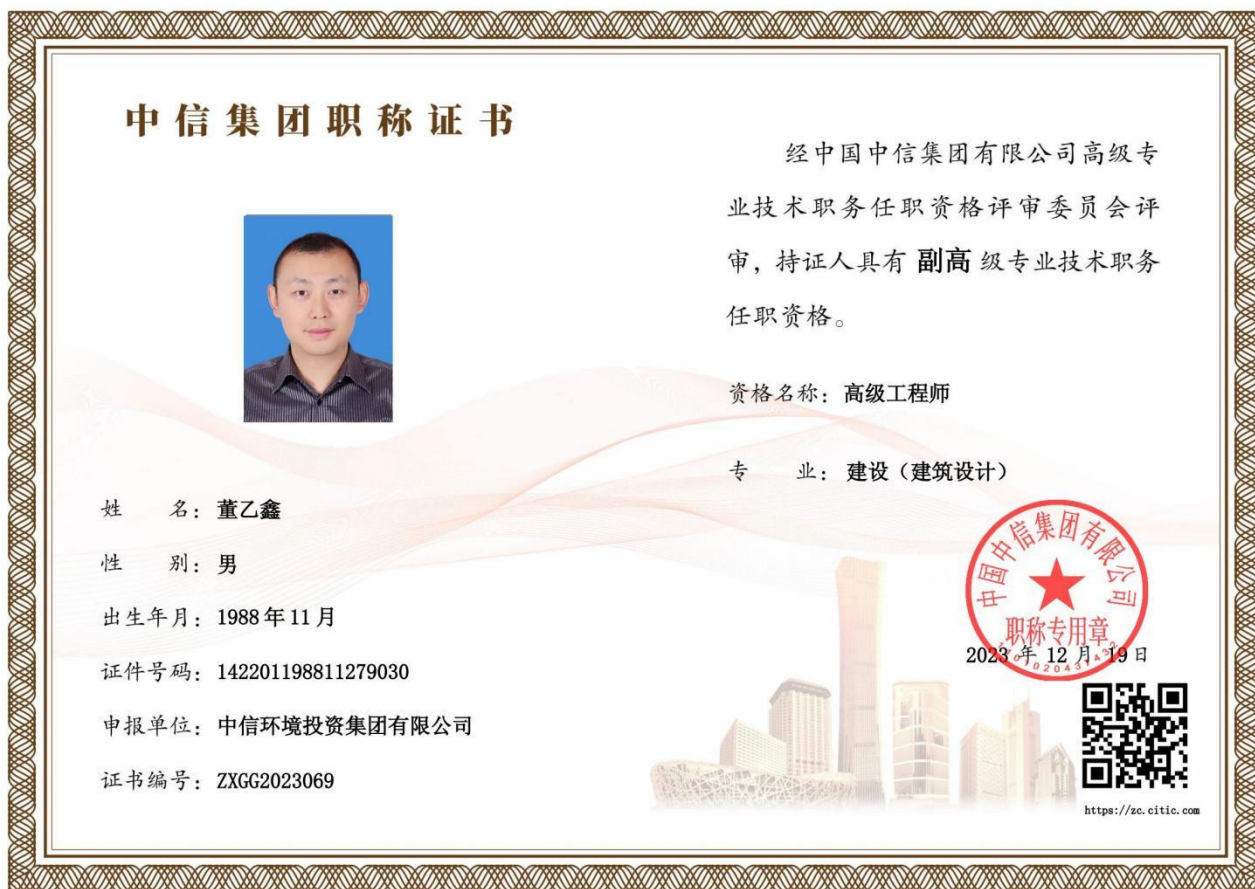 中信集团职称证书
经中国中信集团有限公司高级专
业技术职务任职资格评审委员会评
审，持证人具有 副高 级专业技术职务
任职资格。
资格名称：高级工程师
专 业：建设（建筑设计）
姓 名：董乙鑫
性 别：男
出生年月：1988年11月
证件号码：142201198811279030
申报单位：中信环境投资集团有限公司
证书编号：ZXGG2023069
中国中信集团有限公司
职称专用章
2023 年 12 月 19 日
https://zc.citic.com